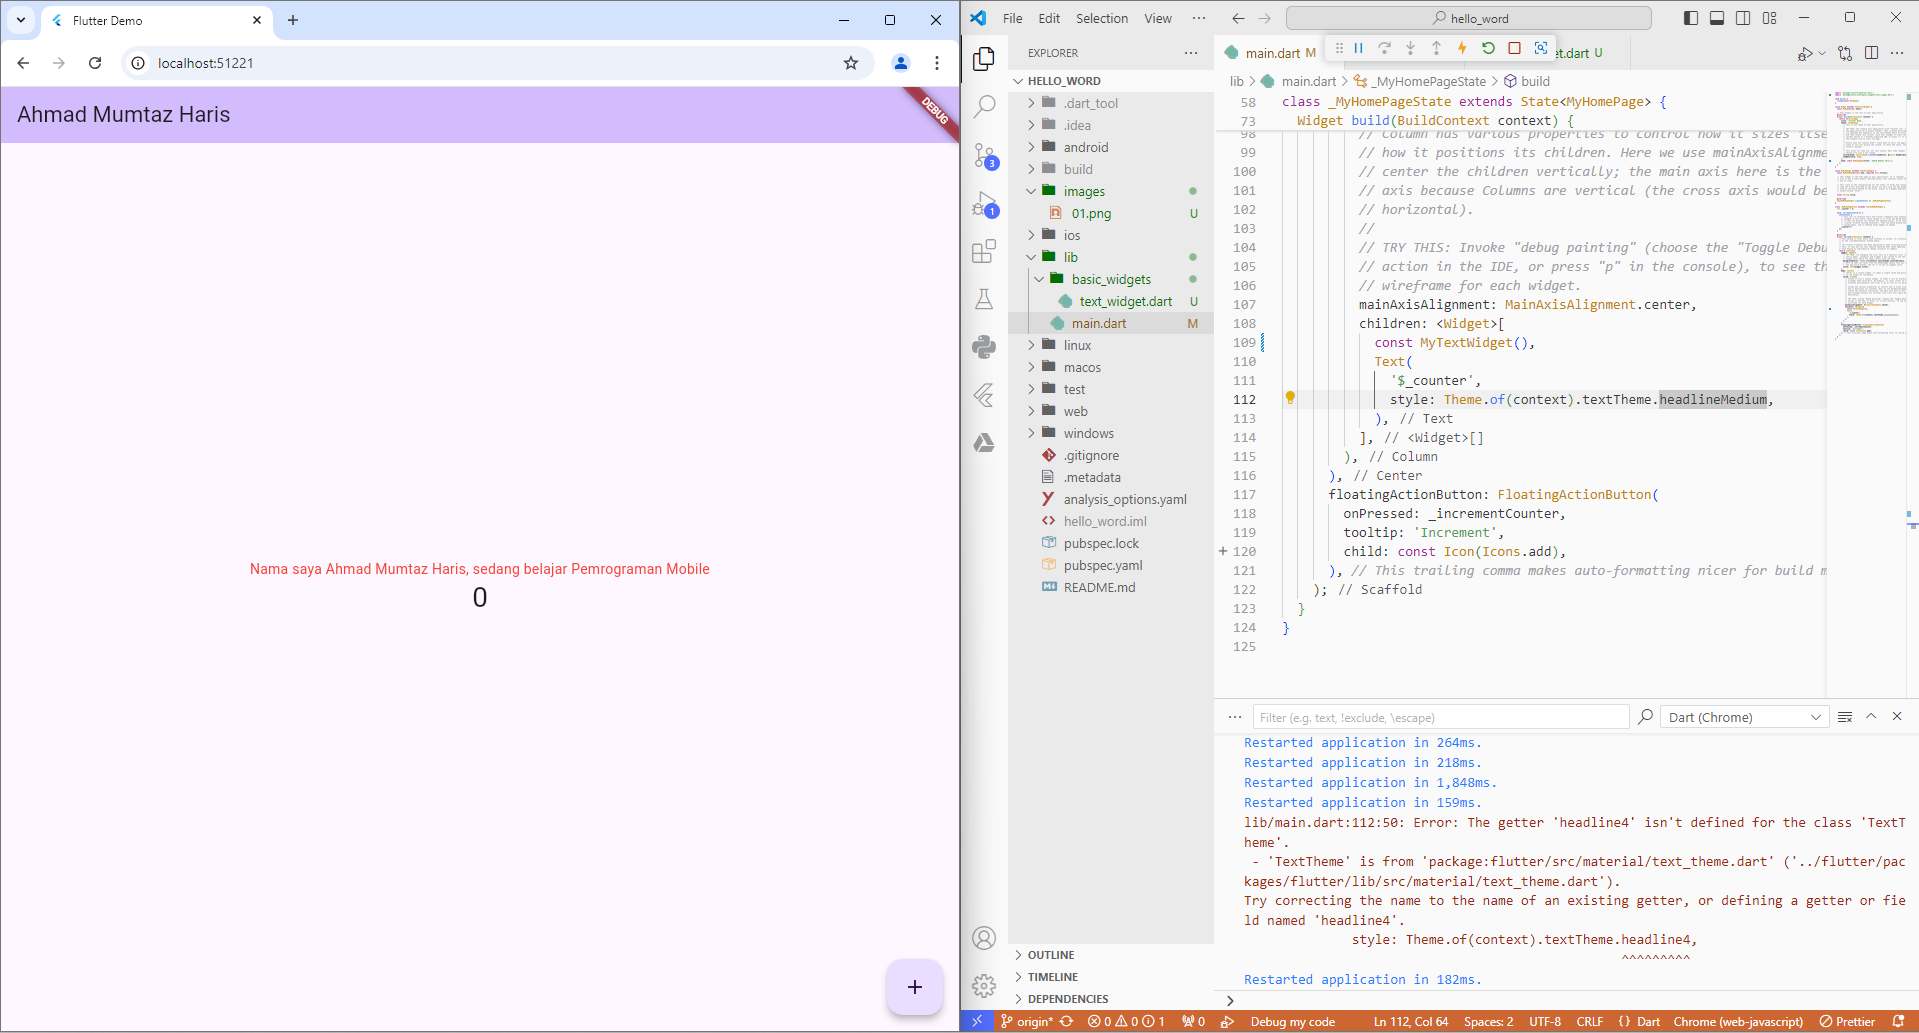 Flutter Demo
localhost:51221
Ahmad Mumtaz Haris
DEBUG
Nama saya Ahmad Mumtaz Haris, sedang belajar Pemrograman Mobile
0
+
File Edit Selection View ···
hello_word
EXPLORER ···
HELLO_WORD
.dart_tool
.idea
android
build
images
01.png U
ios
lib
basic_widgets
text_widget.dart U
main.dart M
linux
macos
test
web
windows
.gitignore
.metadata
analysis_options.yaml
hello_word.iml
pubspec.lock
pubspec.yaml
README.md
OUTLINE
TIMELINE
DEPENDENCIES
3
1
main.dart M
et.dart U
lib > main.dart > _MyHomePageState > build
58 class _MyHomePageState extends State<MyHomePage> {
73 Widget build(BuildContext context) {
98 // Column has various properties to control how it sizes itse
99 // how it positions its children. Here we use mainAxisAlignme
100 // center the children vertically; the main axis here is the
101 // axis because Columns are vertical (the cross axis would be
102 // horizontal).
103 //
104 // TRY THIS: Invoke "debug painting" (choose the "Toggle Debu
105 // action in the IDE, or press "p" in the console), to see th
106 // wireframe for each widget.
107 mainAxisAlignment: MainAxisAlignment.center,
108 children: <Widget>[
109 const MyTextWidget(),
110 Text(
111 '$_counter',
112 style: Theme.of(context).textTheme.headlineMedium,
113 ), // Text
114 ], // <Widget>[]
115 ), // Column
116 ), // Center
117 floatingActionButton: FloatingActionButton(
118 onPressed: _incrementCounter,
119 tooltip: 'Increment',
120 child: const Icon(Icons.add),
121 ), // This trailing comma makes auto-formatting nicer for build m
122 ); // Scaffold
123 }
124 }
125
··· Filter (e.g. text, !exclude, \escape) Dart (Chrome)
Restarted application in 264ms.
Restarted application in 218ms.
Restarted application in 1,848ms.
Restarted application in 159ms.
lib/main.dart:112:50: Error: The getter 'headline4' isn't defined for the class 'TextT
heme'.
- 'TextTheme' is from 'package:flutter/src/material/text_theme.dart' ('../flutter/pac
kages/flutter/lib/src/material/text_theme.dart').
Try correcting the name to the name of an existing getter, or defining a getter or fie
ld named 'headline4'.
style: Theme.of(context).textTheme.headline4,
^^^^^^^^^
Restarted application in 182ms.
>
origin* 0 0 1 0 Debug my code Ln 112, Col 64 Spaces: 2 UTF-8 CRLF { } Dart Chrome (web-javascript) Prettier